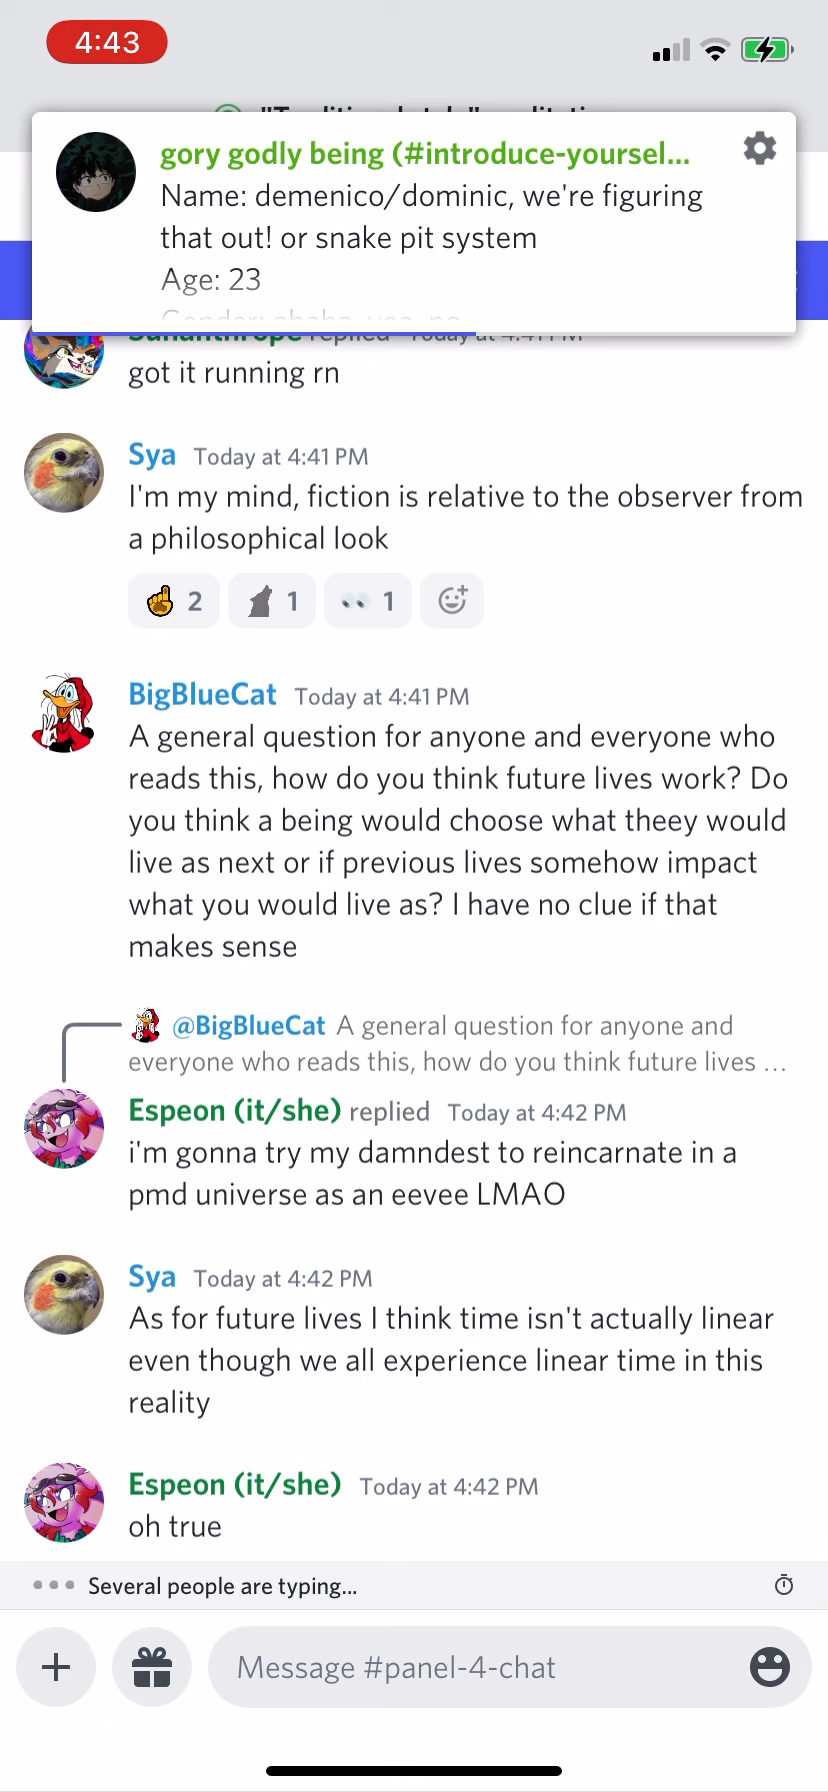 4:43
gory godly being (#introduce-yoursel...
Name: demenico/dominic, we're figuring
that out! or snake pit system
Age: 23
replied Today at 4:41 PM
got it running rn
Sya Today at 4:41 PM
I'm my mind, fiction is relative to the observer from
a philosophical look
2 1 1
BigBlueCat Today at 4:41 PM
A general question for anyone and everyone who
reads this, how do you think future lives work? Do
you think a being would choose what theey would
live as next or if previous lives somehow impact
what you would live as? I have no clue if that
makes sense
@BigBlueCat A general question for anyone and
everyone who reads this, how do you think future lives ...
Espeon (it/she) replied Today at 4:42 PM
i'm gonna try my damndest to reincarnate in a
pmd universe as an eevee LMAO
Sya Today at 4:42 PM
As for future lives I think time isn't actually linear
even though we all experience linear time in this
reality
Espeon (it/she) Today at 4:42 PM
oh true
Several people are typing...
Message #panel-4-chat